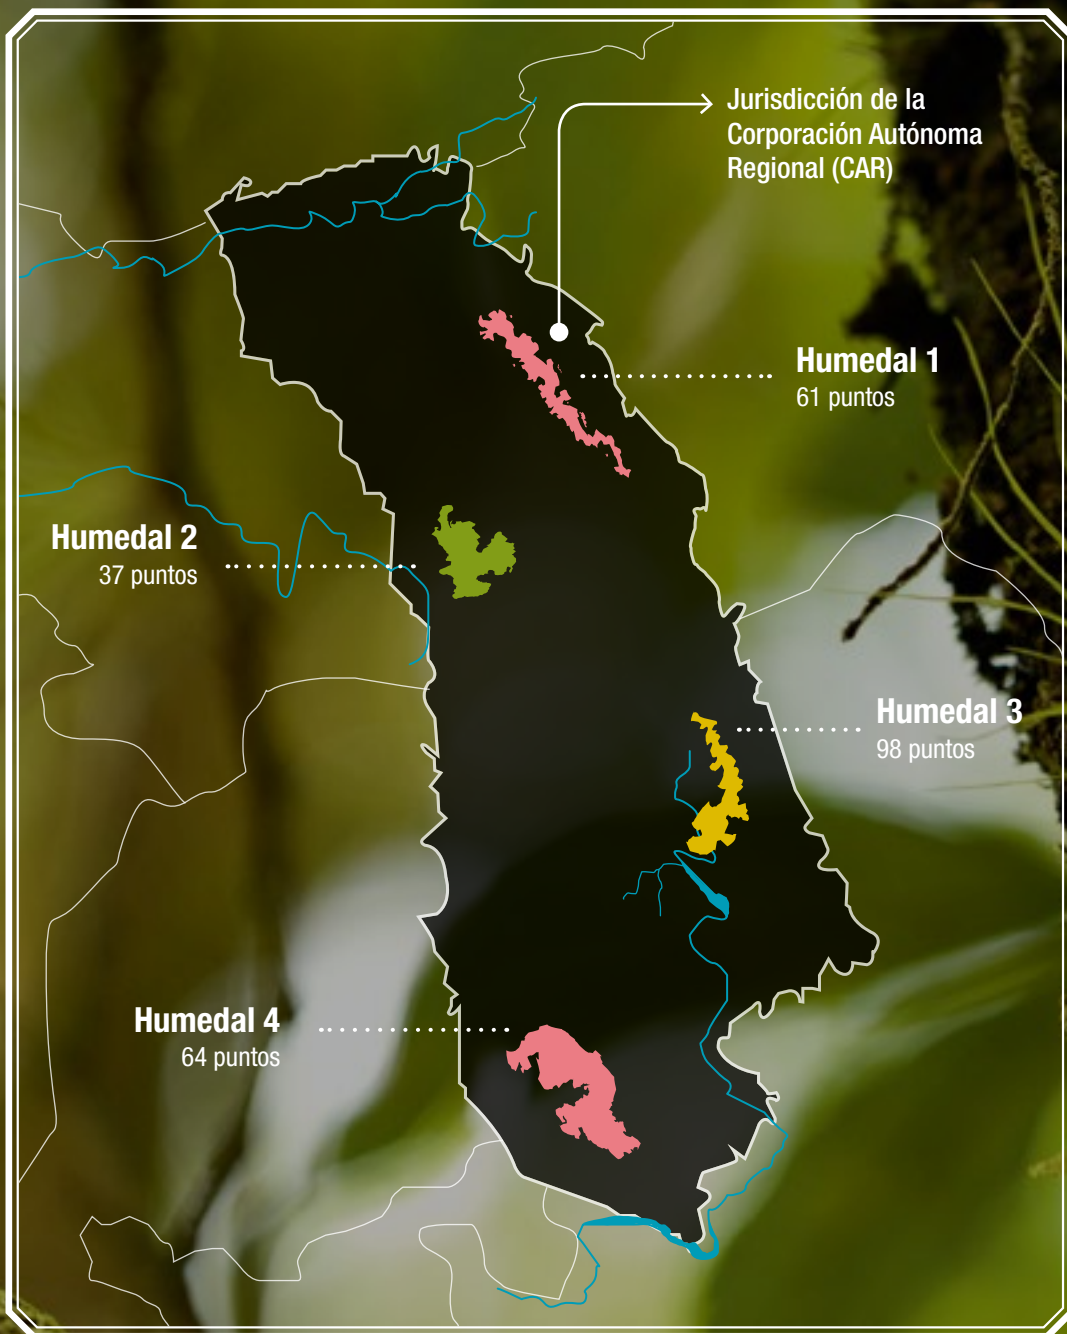 Jurisdicción de la
Corporación Autónoma
Regional (CAR)
Humedal 1
61 puntos
Humedal 2
37 puntos
Humedal 3
98 puntos
Humedal 4
64 puntos